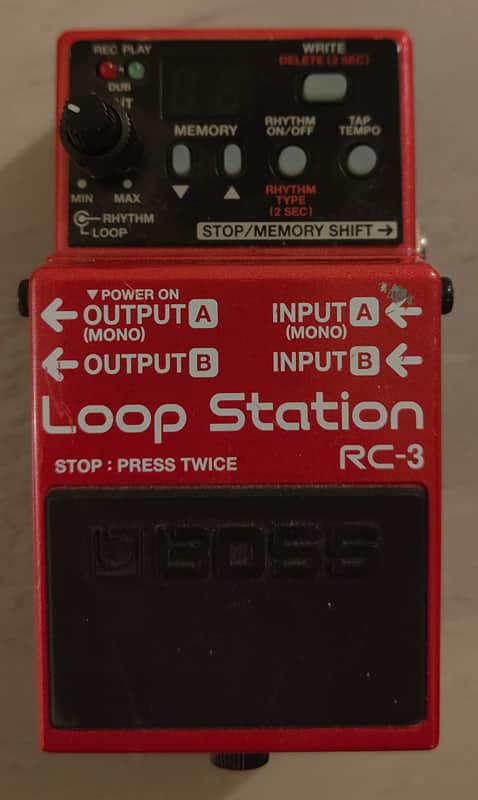 REC PLAY
DUB
WRITE
DELETE (2 SEC)
MEMORY
RHYTHM
ON/OFF
TAP
TEMPO
MIN
MAX
RHYTHM
LOOP
RHYTHM
TYPE
(2 SEC)
STOP/MEMORY SHIFT
POWER ON
OUTPUT A
(MONO)
INPUT A
(MONO)
OUTPUT B
INPUT B
Loop Station
STOP : PRESS TWICE
RC-3
BOSS